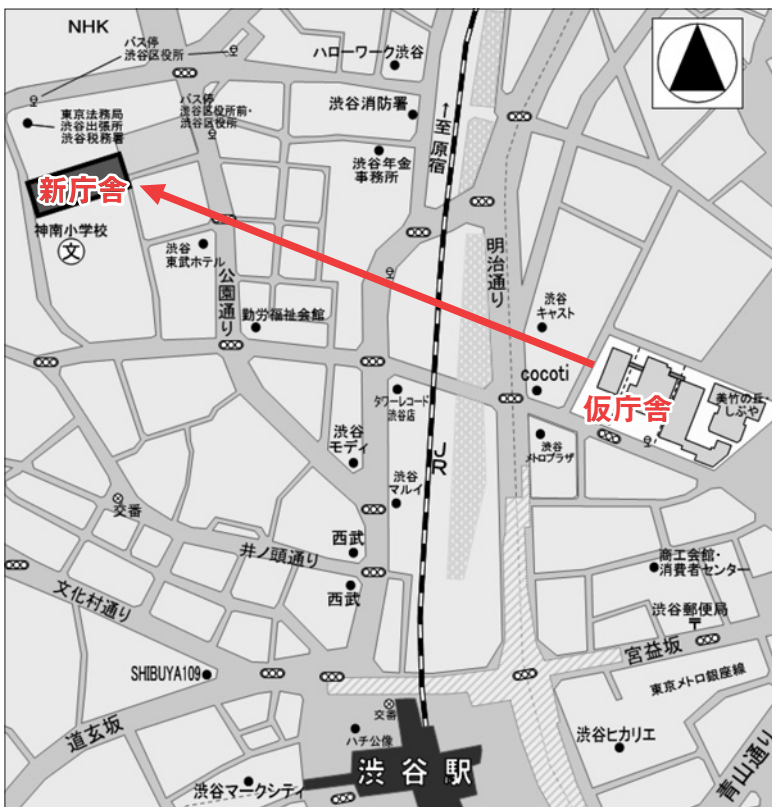 NHK
バス停
渋谷区役所
ハローワーク渋谷
東京法務局
渋谷出張所
渋谷税務署
バス停
渋谷区役所前・
渋谷区役所
渋谷消防署
←至原宿
渋谷年金
事務所
新庁舎
神南小学校
文
渋谷
東武ホテル
公園通り
勤労福祉会館
明治通り
渋谷
キャスト
cocoti
仮庁舎
美竹の丘・
しぶや
タワーレコード
渋谷店
渋谷
モディ
渋谷
メトロプラザ
JR
渋谷
マルイ
交番
西武
井ノ頭通り
西武
文化村通り
商工会館・
消費者センター
渋谷郵便局
〒
宮益坂
SHIBUYA109
東京メトロ銀座線
交番
道玄坂
ハチ公像
渋谷ヒカリエ
渋谷駅
渋谷マークシティ
青山通り